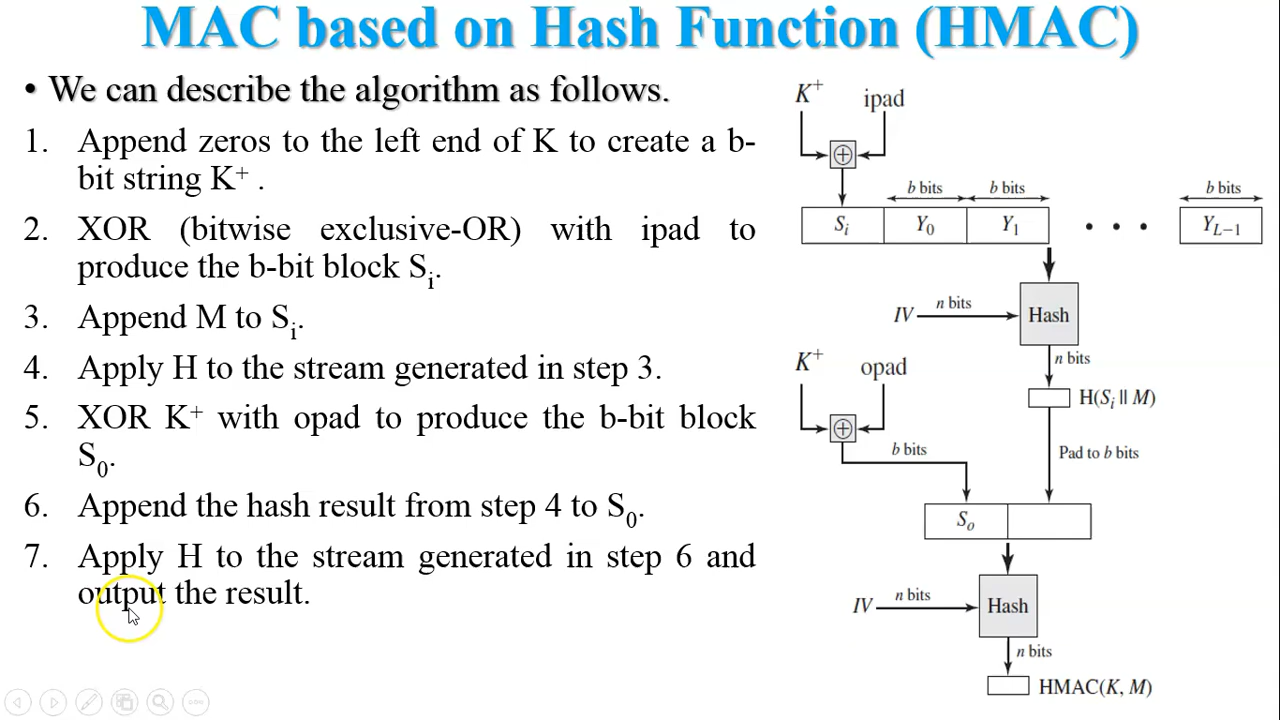 MAC based on Hash Function (HMAC)
• We can describe the algorithm as follows.
1. Append zeros to the left end of K to create a b-
bit string K⁺ .
2. XOR (bitwise exclusive-OR) with ipad to
produce the b-bit block Sᵢ.
3. Append M to Sᵢ.
4. Apply H to the stream generated in step 3.
5. XOR K⁺ with opad to produce the b-bit block
S₀.
6. Append the hash result from step 4 to S₀.
7. Apply H to the stream generated in step 6 and
output the result.
K⁺ ipad
b bits b bits b bits
Sᵢ Y₀ Y₁ • • • Y_L–1
IV n bits Hash
n bits
K⁺ opad
H(Sᵢ || M)
b bits Pad to b bits
Sₒ
IV n bits Hash
n bits
HMAC(K, M)